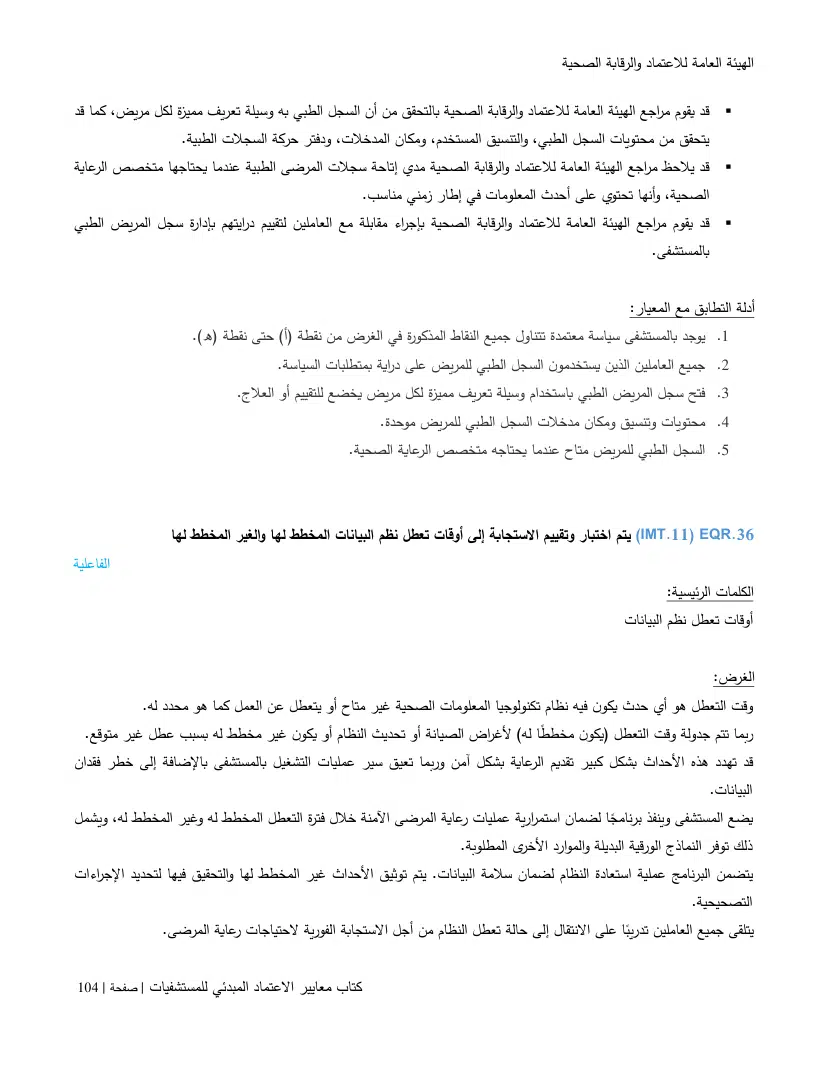 الهيئة العامة للاعتماد والرقابة الصحية
▪ قد يقوم مراجع الهيئة العامة للاعتماد والرقابة الصحية بالتحقق من أن السجل الطبي به وسيلة تعريف مميزة لكل مريض، كما قد
يتحقق من محتويات السجل الطبي، والتنسيق المستخدم، ومكان المدخلات، ودفتر حركة السجلات الطبية.
▪ قد يلاحظ مراجع الهيئة العامة للاعتماد والرقابة الصحية مدي إتاحة سجلات المرضى الطبية عندما يحتاجها متخصص الرعاية
الصحية، وأنها تحتوي على أحدث المعلومات في إطار زمني مناسب.
▪ قد يقوم مراجع الهيئة العامة للاعتماد والرقابة الصحية بإجراء مقابلة مع العاملين لتقييم درايتهم بإدارة سجل المريض الطبي
بالمستشفى.
أدلة التطابق مع المعيار:
1. يوجد بالمستشفى سياسة معتمدة تتناول جميع النقاط المذكورة في الغرض من نقطة (أ) حتى نقطة (ه).
2. جميع العاملين الذين يستخدمون السجل الطبي للمريض على دراية بمتطلبات السياسة.
3. فتح سجل المريض الطبي باستخدام وسيلة تعريف مميزة لكل مريض يخضع للتقييم أو العلاج.
4. محتويات وتنسيق ومكان مدخلات السجل الطبي للمريض موحدة.
5. السجل الطبي للمريض متاح عندما يحتاجه متخصص الرعاية الصحية.
EQR.36 (IMT.11) يتم اختبار وتقييم الاستجابة إلى أوقات تعطل نظم البيانات المخطط لها والغير المخطط لها
الفاعلية
الكلمات الرئيسية:
أوقات تعطل نظم البيانات
الغرض:
وقت التعطل هو أي حدث يكون فيه نظام تكنولوجيا المعلومات الصحية غير متاح أو يتعطل عن العمل كما هو محدد له.
ربما تتم جدولة وقت التعطل (يكون مخططًا له) لأغراض الصيانة أو تحديث النظام أو يكون غير مخطط له بسبب عطل غير متوقع.
قد تهدد هذه الأحداث بشكل كبير تقديم الرعاية بشكل آمن وربما تعيق سير عمليات التشغيل بالمستشفى بالإضافة إلى خطر فقدان
البيانات.
يضع المستشفى وينفذ برنامجًا لضمان استمرارية عمليات رعاية المرضى الآمنة خلال فترة التعطل المخطط له وغير المخطط له، ويشمل
ذلك توفر النماذج الورقية البديلة والموارد الأخرى المطلوبة.
يتضمن البرنامج عملية استعادة النظام لضمان سلامة البيانات. يتم توثيق الأحداث غير المخطط لها والتحقيق فيها لتحديد الإجراءات
التصحيحية.
يتلقى جميع العاملين تدريبًا على الانتقال إلى حالة تعطل النظام من أجل الاستجابة الفورية لاحتياجات رعاية المرضى.
كتاب معايير الاعتماد المبدئي للمستشفيات | صفحة | 104